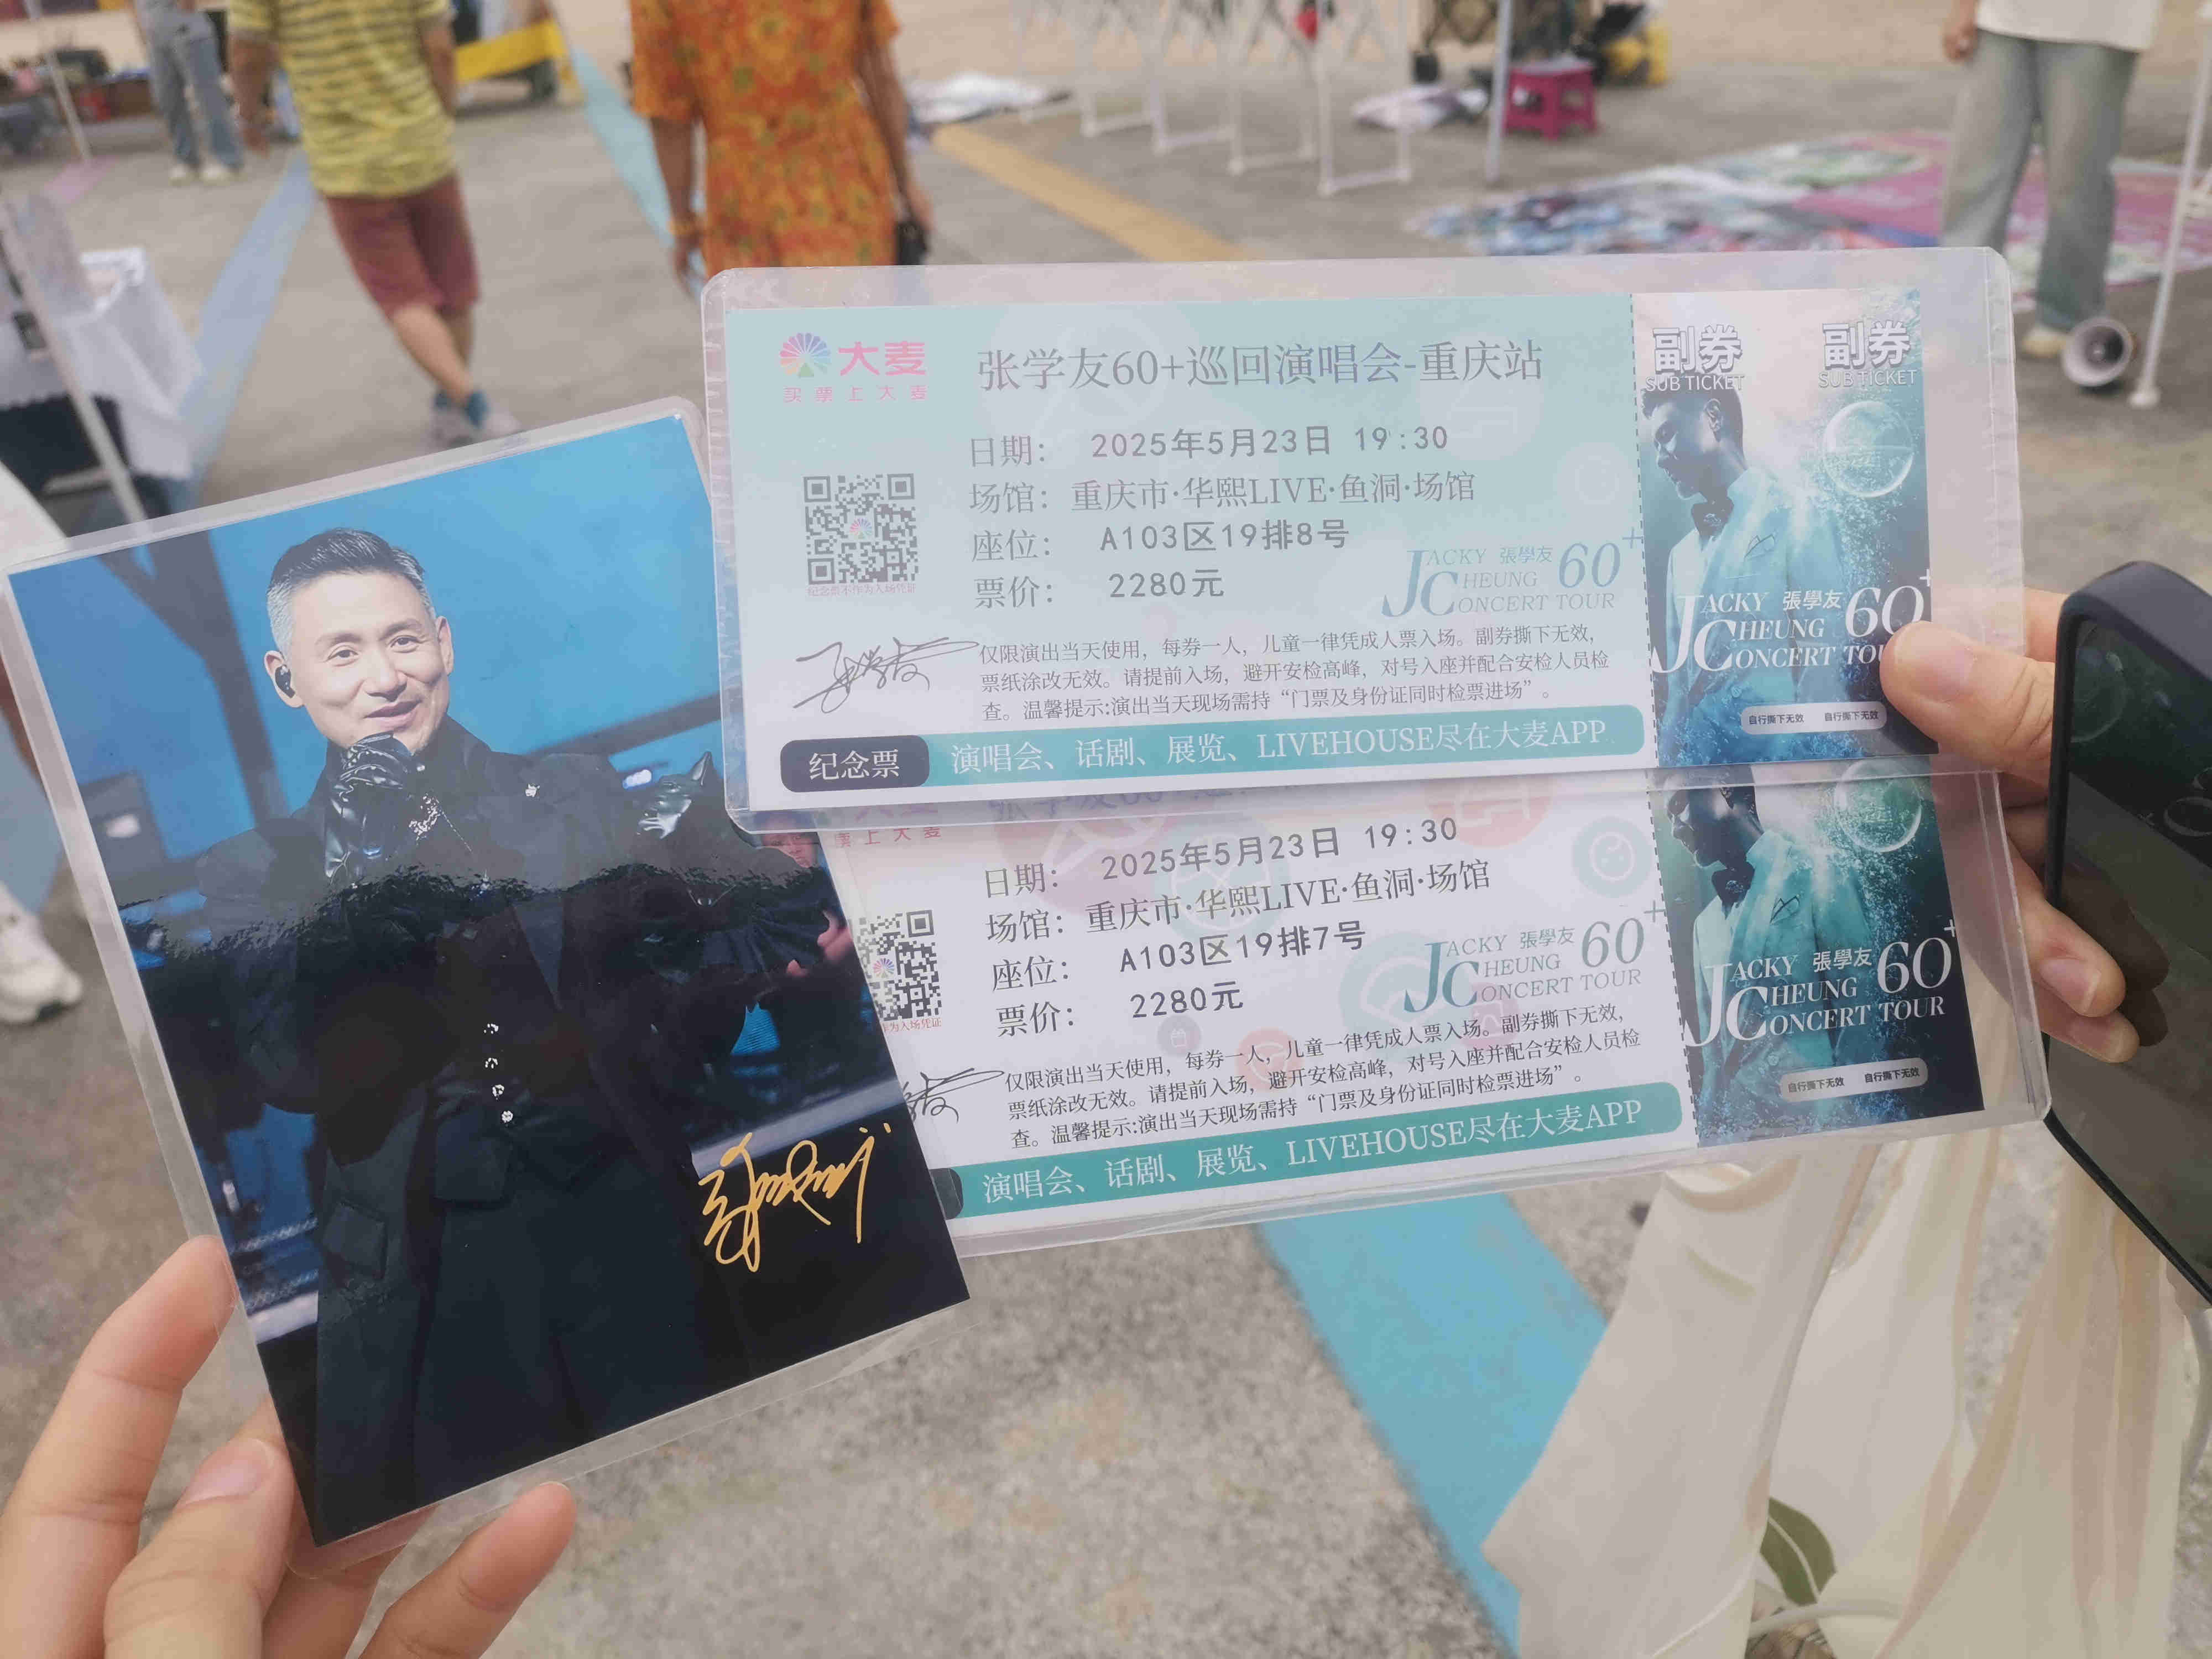 大麦
买票上大麦
张学友60+巡回演唱会-重庆站
日期： 2025年5月23日 19:30
场馆：重庆市·华熙LIVE·鱼洞·场馆
座位： A103区19排8号
票价： 2280元
纪念票不作为入场凭证
JACKY 張學友 60+
CHEUNG
CONCERT TOUR
仅限演出当天使用，每券一人，儿童一律凭成人票入场。副券撕下无效，
票纸涂改无效。请提前入场，避开安检高峰，对号入座并配合安检人员检
查。温馨提示:演出当天现场需持“门票及身份证同时检票进场”。
纪念票
演唱会、话剧、展览、LIVEHOUSE尽在大麦APP
副券 副券
SUB TICKET SUB TICKET
JACKY 張學友 60+
CHEUNG
CONCERT TOU
自行撕下无效 自行撕下无效
票上大麦
日期： 2025年5月23日 19:30
场馆：重庆市·华熙LIVE·鱼洞·场馆
座位： A103区19排7号
票价： 2280元
作为入场凭证
JACKY 張學友 60+
CHEUNG
CONCERT TOUR
仅限演出当天使用，每券一人，儿童一律凭成人票入场。副券撕下无效，
票纸涂改无效。请提前入场，避开安检高峰，对号入座并配合安检人员检
查。温馨提示:演出当天现场需持“门票及身份证同时检票进场”。
演唱会、话剧、展览、LIVEHOUSE尽在大麦APP
JACKY 張學友 60+
CHEUNG
CONCERT TOUR
自行撕下无效 自行撕下无效